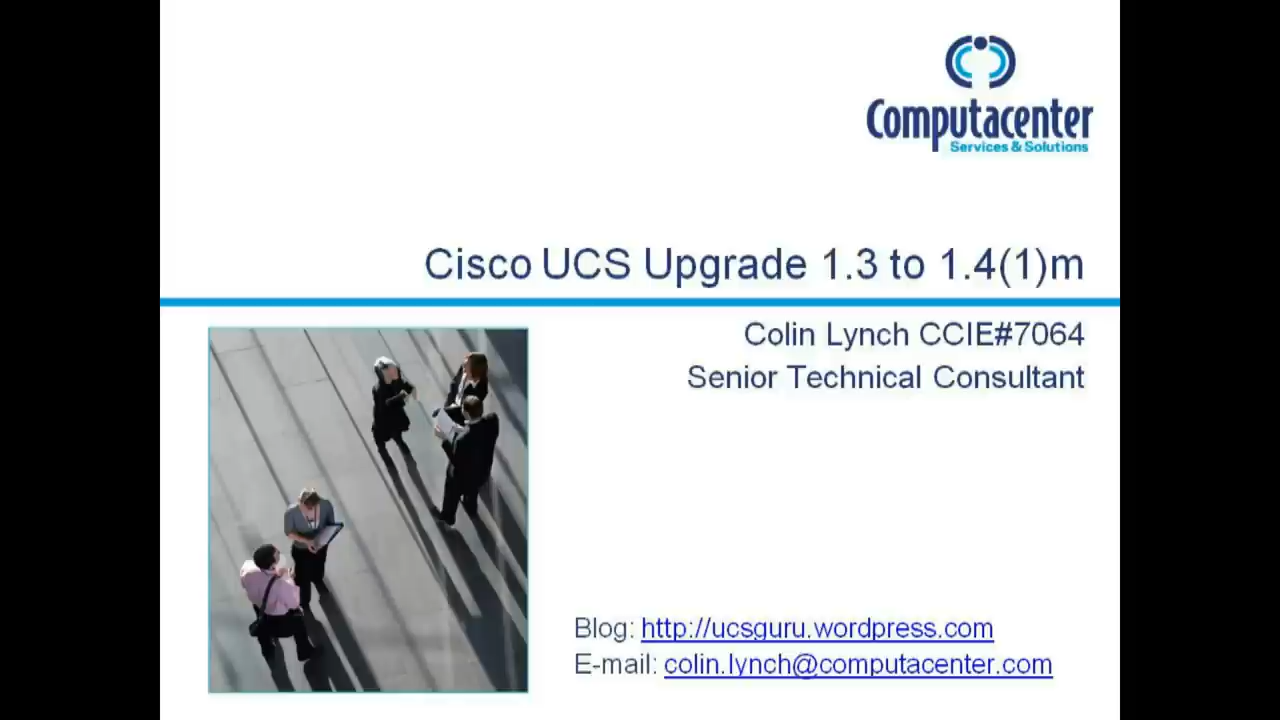 Computacenter
Services & Solutions
Cisco UCS Upgrade 1.3 to 1.4(1)m
Colin Lynch CCIE#7064
Senior Technical Consultant
Blog: http://ucsguru.wordpress.com
E-mail: colin.lynch@computacenter.com